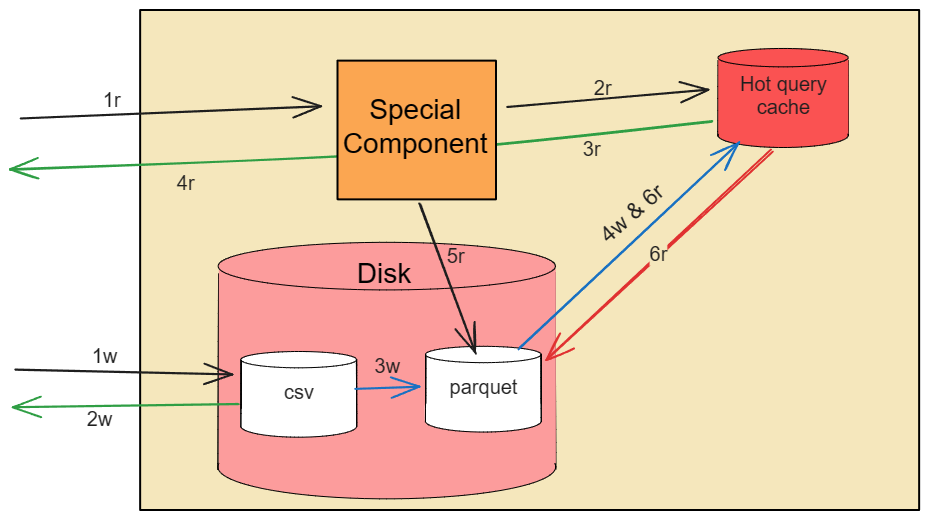 1r
Special
Component
2r
Hot query
cache
3r
4r
4w & 6r
5r
6r
Disk
1w
3w
csv
parquet
2w